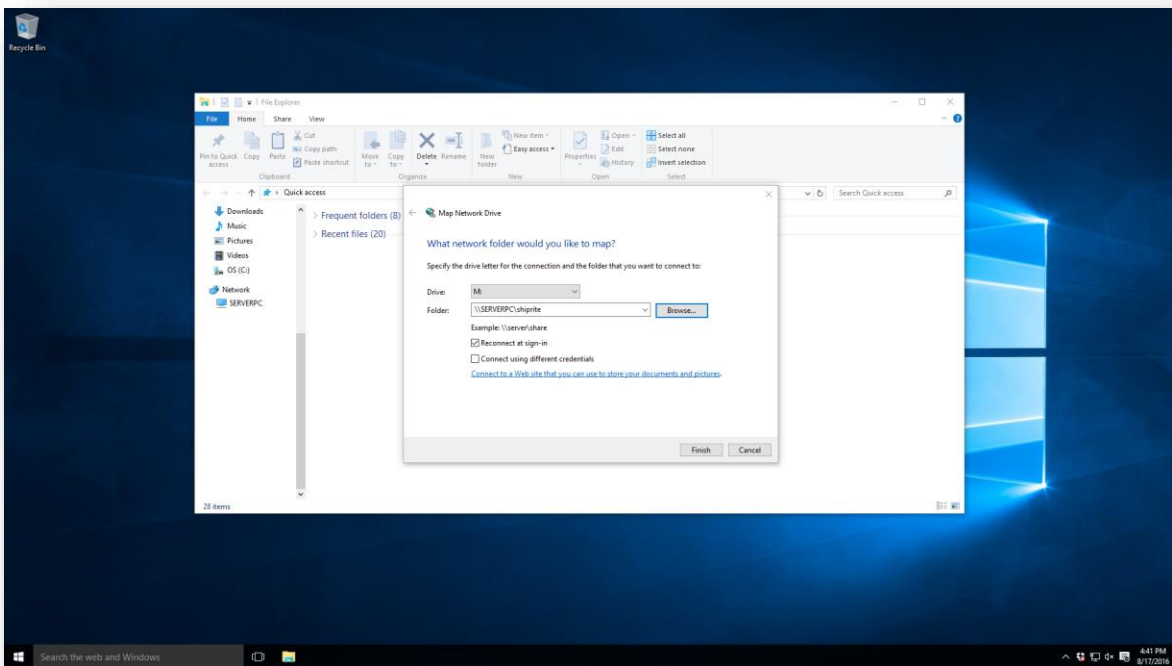 Recycle Bin
File Explorer
File Home Share View
Pin to Quick access
Copy
Paste
Cut
Copy path
Paste shortcut
Clipboard
Move to
Copy to
Delete
Rename
Organize
New folder
New item
Easy access
New
Properties
Open
Edit
History
Open
Select all
Select none
Invert selection
Select
Quick access
Search Quick access
Downloads
Music
Pictures
Videos
OS (C:)
Network
SERVERPC
Frequent folders (8)
Recent files (20)
28 items
Map Network Drive
What network folder would you like to map?
Specify the drive letter for the connection and the folder that you want to connect to:
Drive: M:
Folder: \\SERVERPC\shiprite Browse...
Example: \\server\share
Reconnect at sign-in
Connect using different credentials
Connect to a Web site that you can use to store your documents and pictures.
Finish Cancel
Search the web and Windows
4:41 PM
8/17/2016